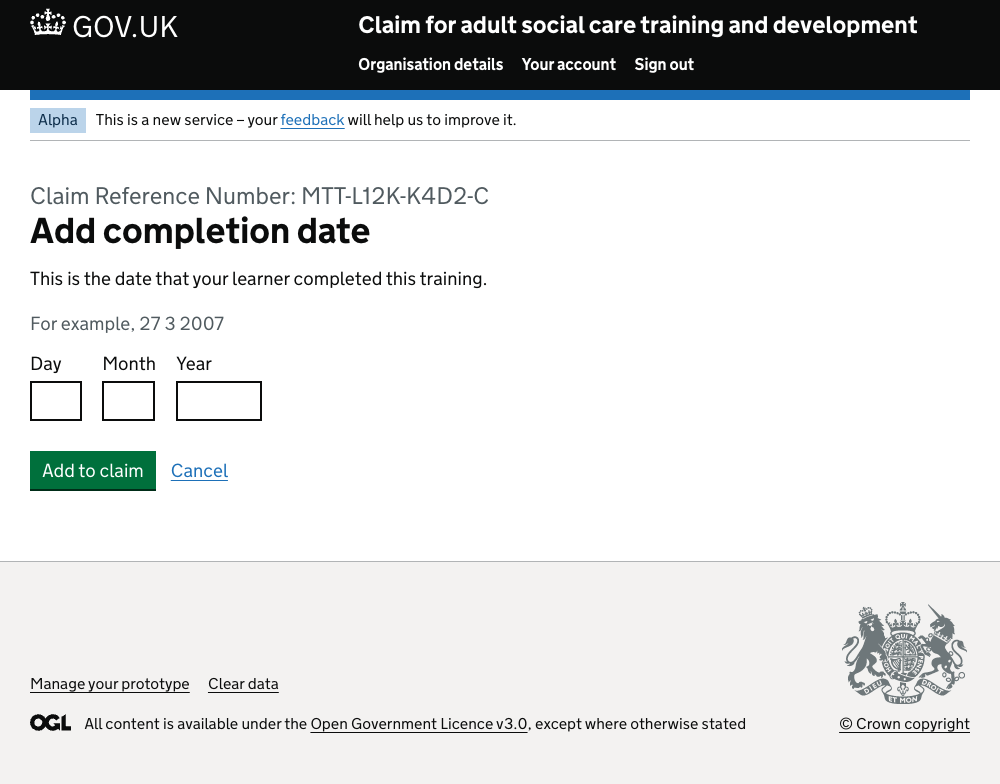 GOV.UK
Claim for adult social care training and development
Organisation details Your account Sign out
Alpha This is a new service – your feedback will help us to improve it.
Claim Reference Number: MTT-L12K-K4D2-C
Add completion date
This is the date that your learner completed this training.
For example, 27 3 2007
Day Month Year
Add to claim Cancel
Manage your prototype Clear data
OGL All content is available under the Open Government Licence v3.0, except where otherwise stated
© Crown copyright
DIEU ET MON DROIT